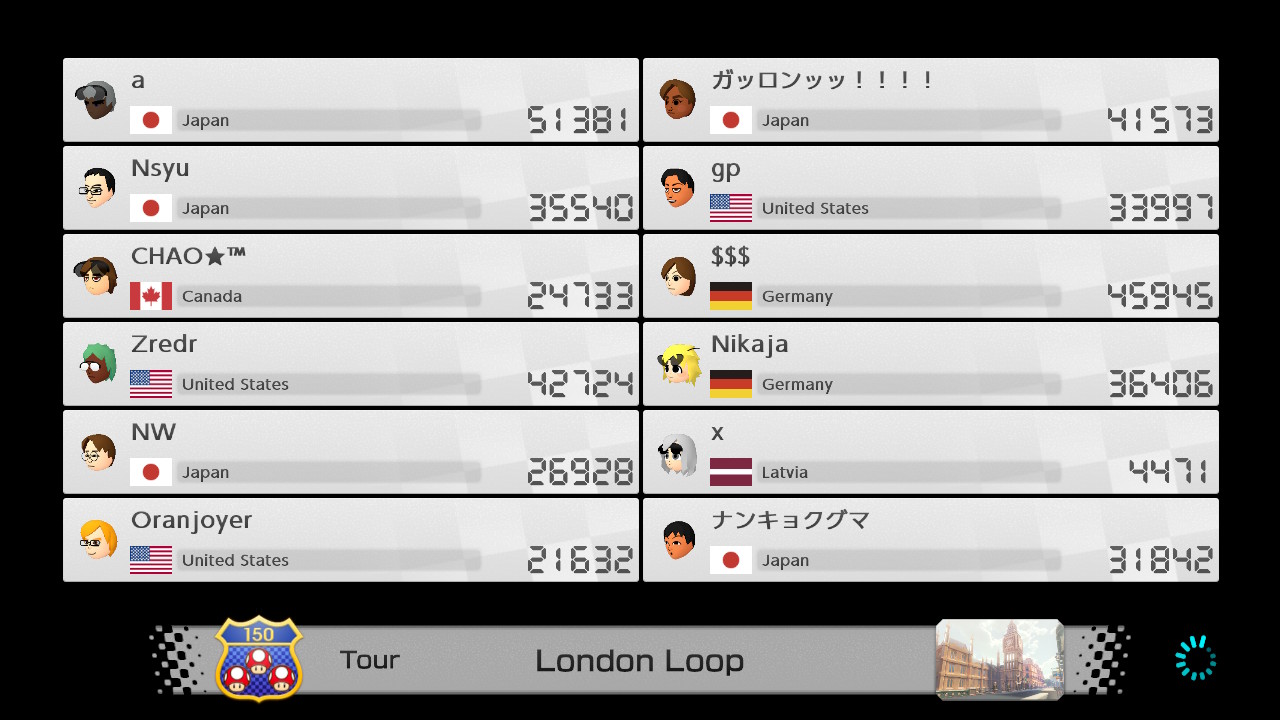 a
Japan
51381
ガッロンッッ！！！！
Japan
41573
Nsyu
Japan
35540
gp
United States
33997
CHAO★™
Canada
24733
$$$
Germany
45945
Zredr
United States
42724
Nikaja
Germany
36406
NW
Japan
26928
x
Latvia
4471
Oranjoyer
United States
21632
ナンキョクグマ
Japan
31842
150
Tour
London Loop